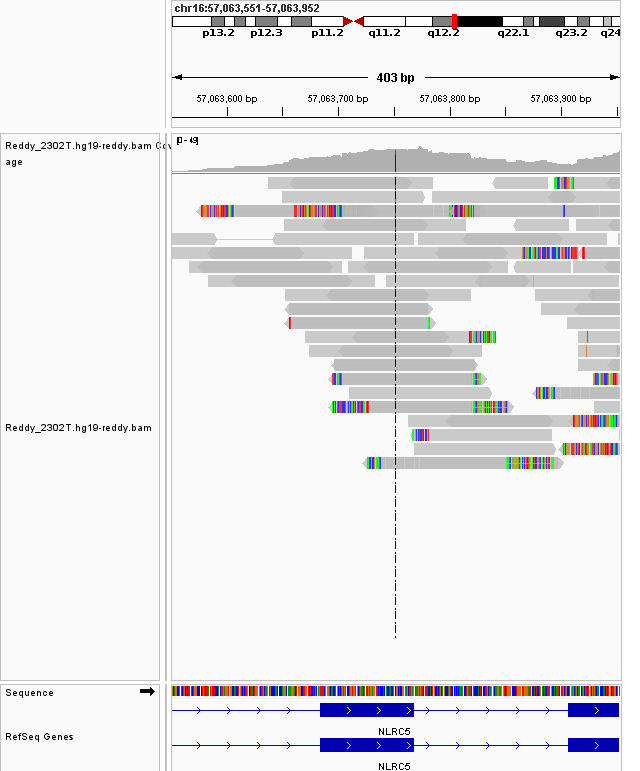 chr16:57,063,551-57,063,952
p13.2 p12.3 p11.2 q11.2 q12.2 q22.1 q23.2 q24
403 bp
57,063,600 bp 57,063,700 bp 57,063,800 bp 57,063,900 bp
Reddy_2302T.hg19-reddy.bam Cov
age
[0 - 49]
Reddy_2302T.hg19-reddy.bam
Sequence
NLRC5
RefSeq Genes
NLRC5